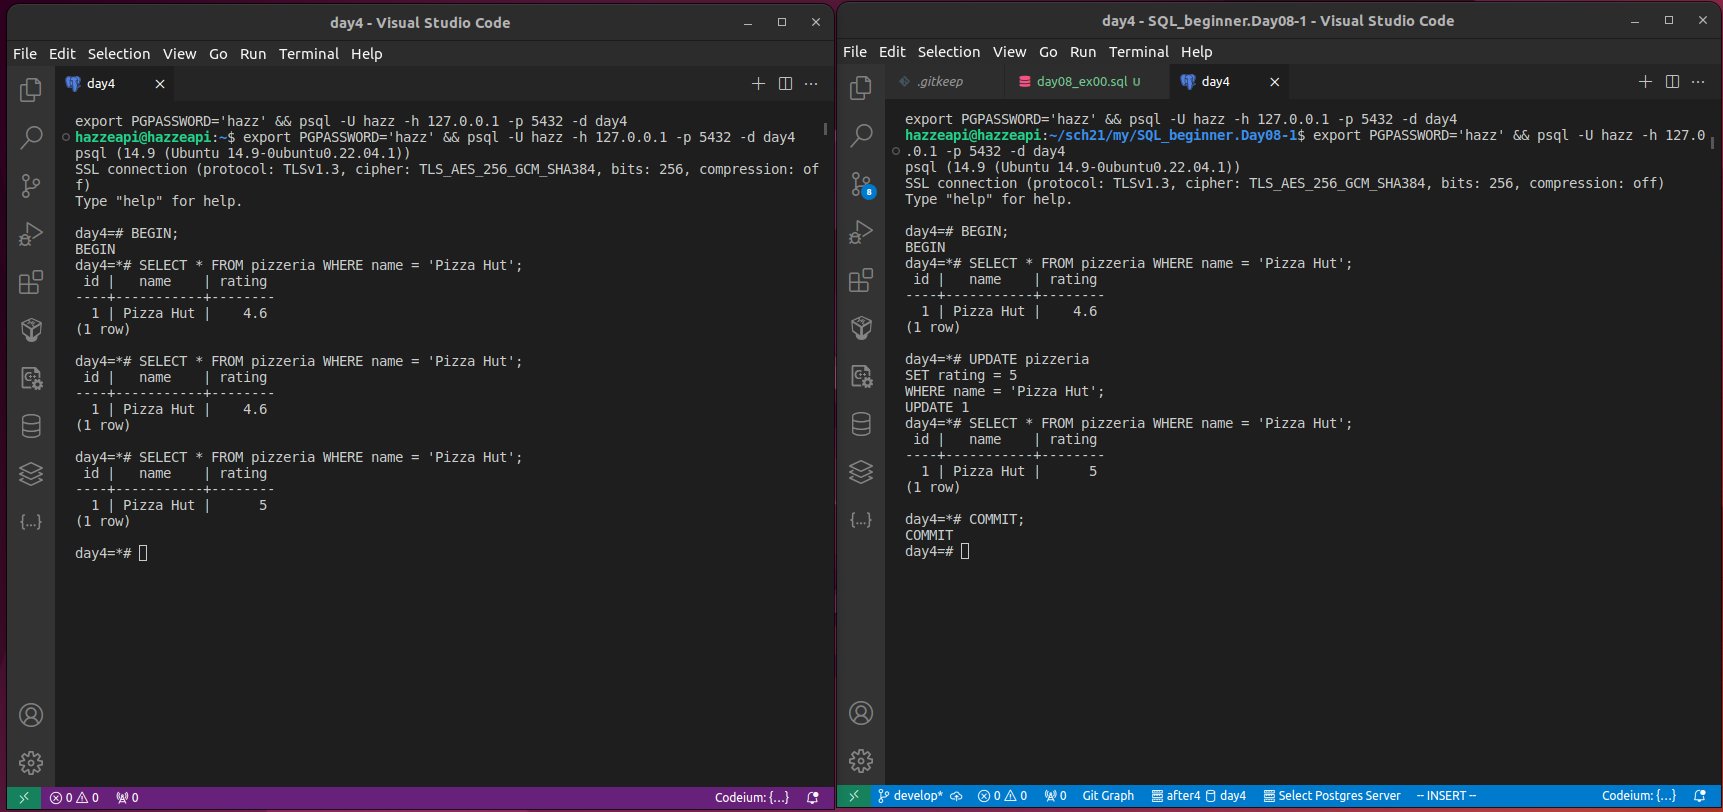 day4 - Visual Studio Code
File Edit Selection View Go Run Terminal Help
day4
export PGPASSWORD='hazz' && psql -U hazz -h 127.0.0.1 -p 5432 -d day4
hazzeapi@hazzeapi:~$ export PGPASSWORD='hazz' && psql -U hazz -h 127.0.0.1 -p 5432 -d day4
psql (14.9 (Ubuntu 14.9-0ubuntu0.22.04.1))
SSL connection (protocol: TLSv1.3, cipher: TLS_AES_256_GCM_SHA384, bits: 256, compression: of
f)
Type "help" for help.
day4=# BEGIN;
BEGIN
day4=*# SELECT * FROM pizzeria WHERE name = 'Pizza Hut';
id | name | rating
----+-----------+--------
1 | Pizza Hut | 4.6
(1 row)
day4=*# SELECT * FROM pizzeria WHERE name = 'Pizza Hut';
id | name | rating
----+-----------+--------
1 | Pizza Hut | 4.6
(1 row)
day4=*# SELECT * FROM pizzeria WHERE name = 'Pizza Hut';
id | name | rating
----+-----------+--------
1 | Pizza Hut | 5
(1 row)
day4=*#
{...}
0 0 0 Codeium: {...}
day4 - SQL_beginner.Day08-1 - Visual Studio Code
File Edit Selection View Go Run Terminal Help
.gitkeep day08_ex00.sql U day4
export PGPASSWORD='hazz' && psql -U hazz -h 127.0.0.1 -p 5432 -d day4
hazzeapi@hazzeapi:~/sch21/my/SQL_beginner.Day08-1$ export PGPASSWORD='hazz' && psql -U hazz -h 127.0
.0.1 -p 5432 -d day4
psql (14.9 (Ubuntu 14.9-0ubuntu0.22.04.1))
SSL connection (protocol: TLSv1.3, cipher: TLS_AES_256_GCM_SHA384, bits: 256, compression: off)
Type "help" for help.
8
day4=# BEGIN;
BEGIN
day4=*# SELECT * FROM pizzeria WHERE name = 'Pizza Hut';
id | name | rating
----+-----------+--------
1 | Pizza Hut | 4.6
(1 row)
day4=*# UPDATE pizzeria
SET rating = 5
WHERE name = 'Pizza Hut';
UPDATE 1
day4=*# SELECT * FROM pizzeria WHERE name = 'Pizza Hut';
id | name | rating
----+-----------+--------
1 | Pizza Hut | 5
(1 row)
day4=*# COMMIT;
COMMIT
day4=#
{...}
develop* 0 0 0 Git Graph after4 day4 Select Postgres Server -- INSERT -- Codeium: {...}